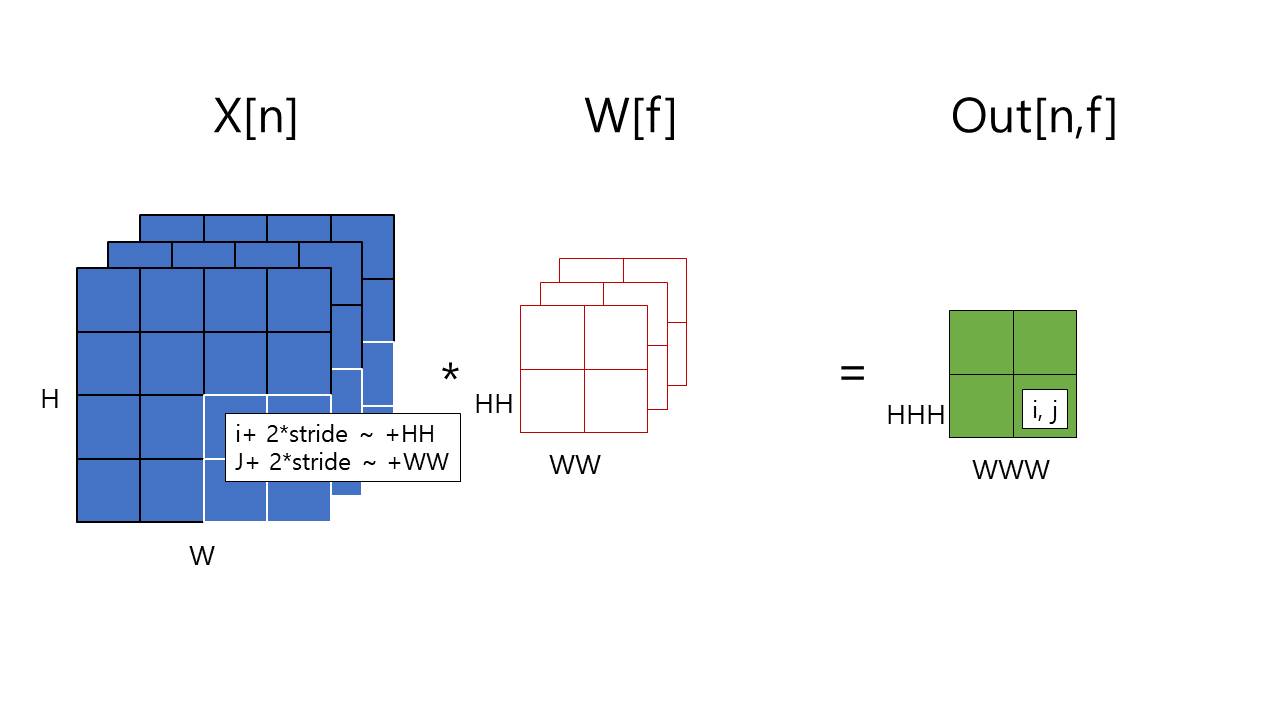 X[n]
W[f]
Out[n,f]
H
i+ 2*stride ~ +HH
J+ 2*stride ~ +WW
W
*
HH
WW
=
HHH
i, j
WWW